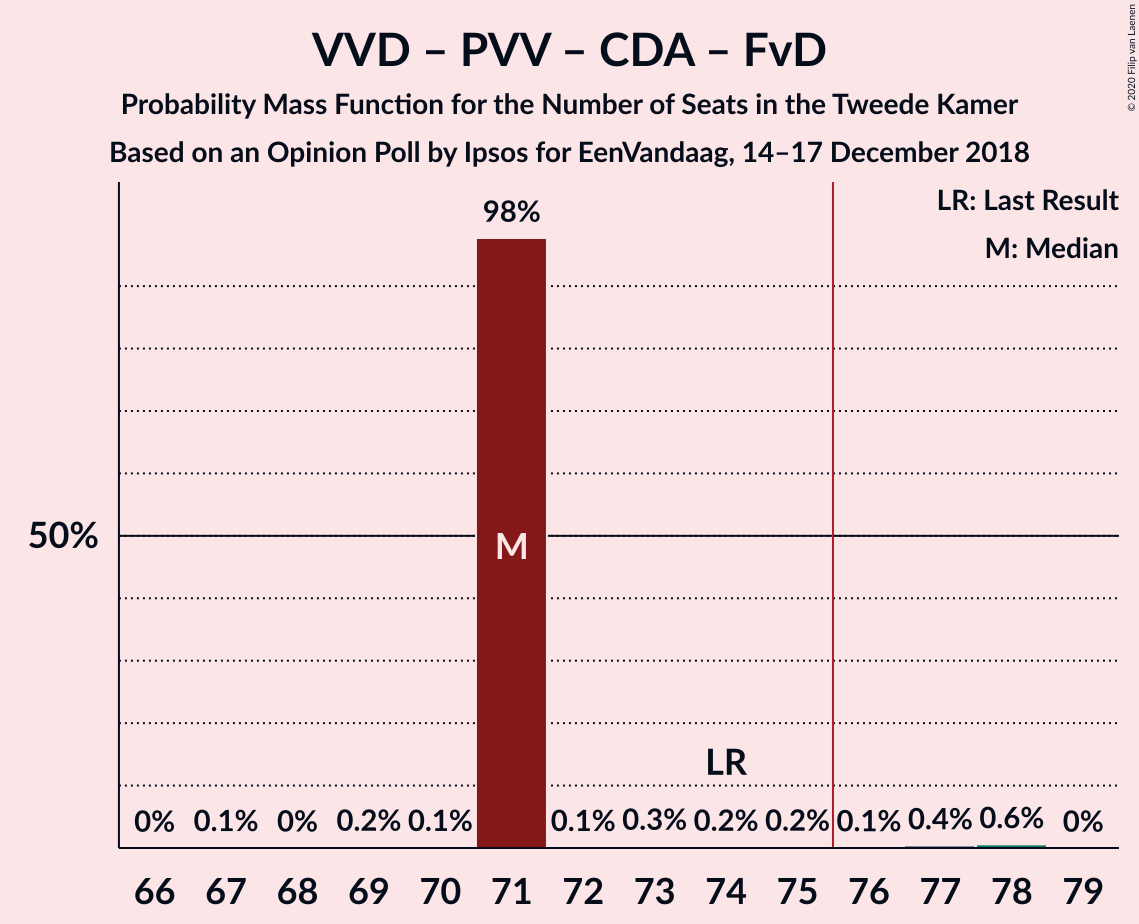 VVD – PVV – CDA – FvD
Probability Mass Function for the Number of Seats in the Tweede Kamer
Based on an Opinion Poll by Ipsos for EenVandaag, 14–17 December 2018
© 2020 Filip van Laenen
LR: Last Result
M: Median
98%
50%
M
LR
0% 0.1% 0% 0.2% 0.1% 0.1% 0.3% 0.2% 0.2% 0.1% 0.4% 0.6% 0%
66 67 68 69 70 71 72 73 74 75 76 77 78 79